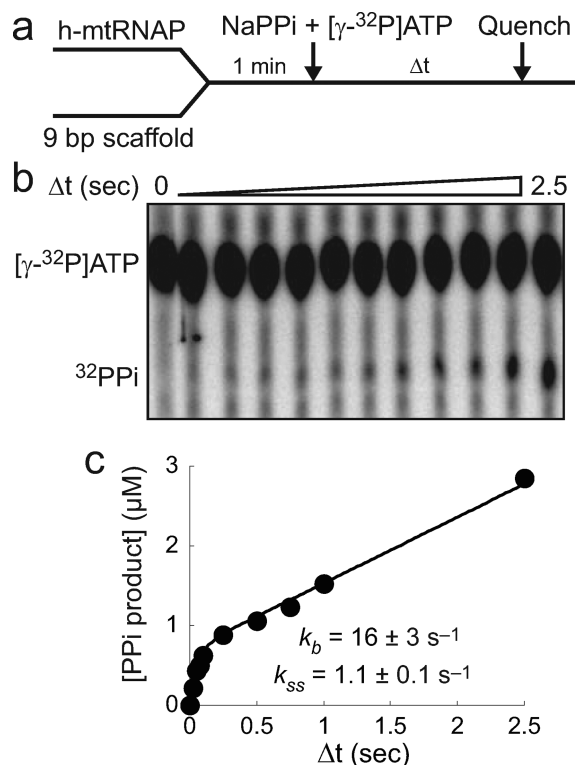 a
h-mtRNAP
NaPPi + [γ-³²P]ATP
Quench
1 min
Δt
9 bp scaffold
b
Δt (sec)
0
2.5
[γ-³²P]ATP
³²PPi
c
[PPi product] (μM)
3
2
1
0
k_b = 16 ± 3 s⁻¹
k_ss = 1.1 ± 0.1 s⁻¹
0 0.5 1 1.5 2 2.5
Δt (sec)